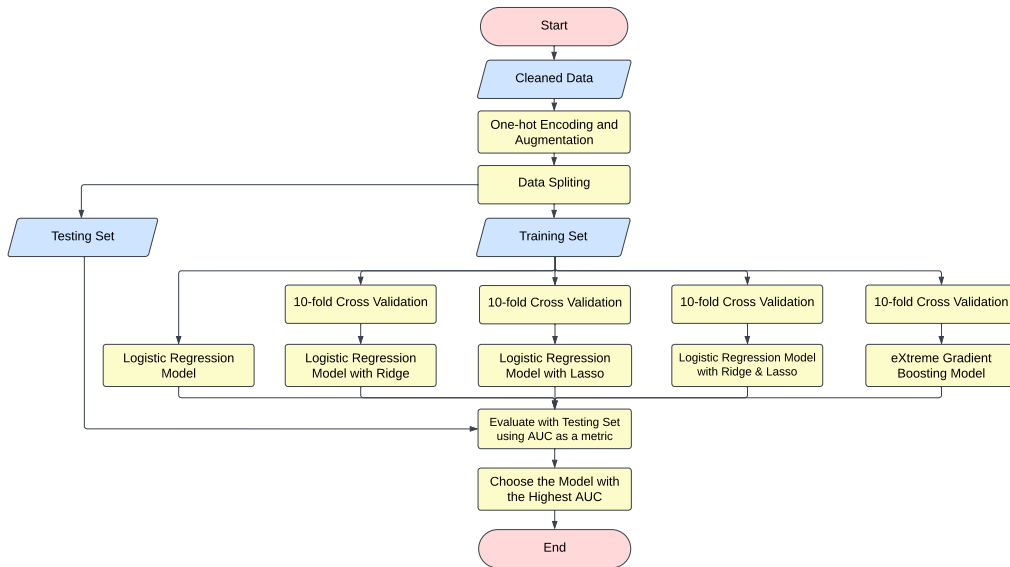 Start
Cleaned Data
One-hot Encoding and
Augmentation
Data Spliting
Testing Set
Training Set
10-fold Cross Validation
10-fold Cross Validation
10-fold Cross Validation
10-fold Cross Validation
Logistic Regression
Model
Logistic Regression
Model with Ridge
Logistic Regression
Model with Lasso
Logistic Regression Model
with Ridge & Lasso
eXtreme Gradient
Boosting Model
Evaluate with Testing Set
using AUC as a metric
Choose the Model with
the Highest AUC
End